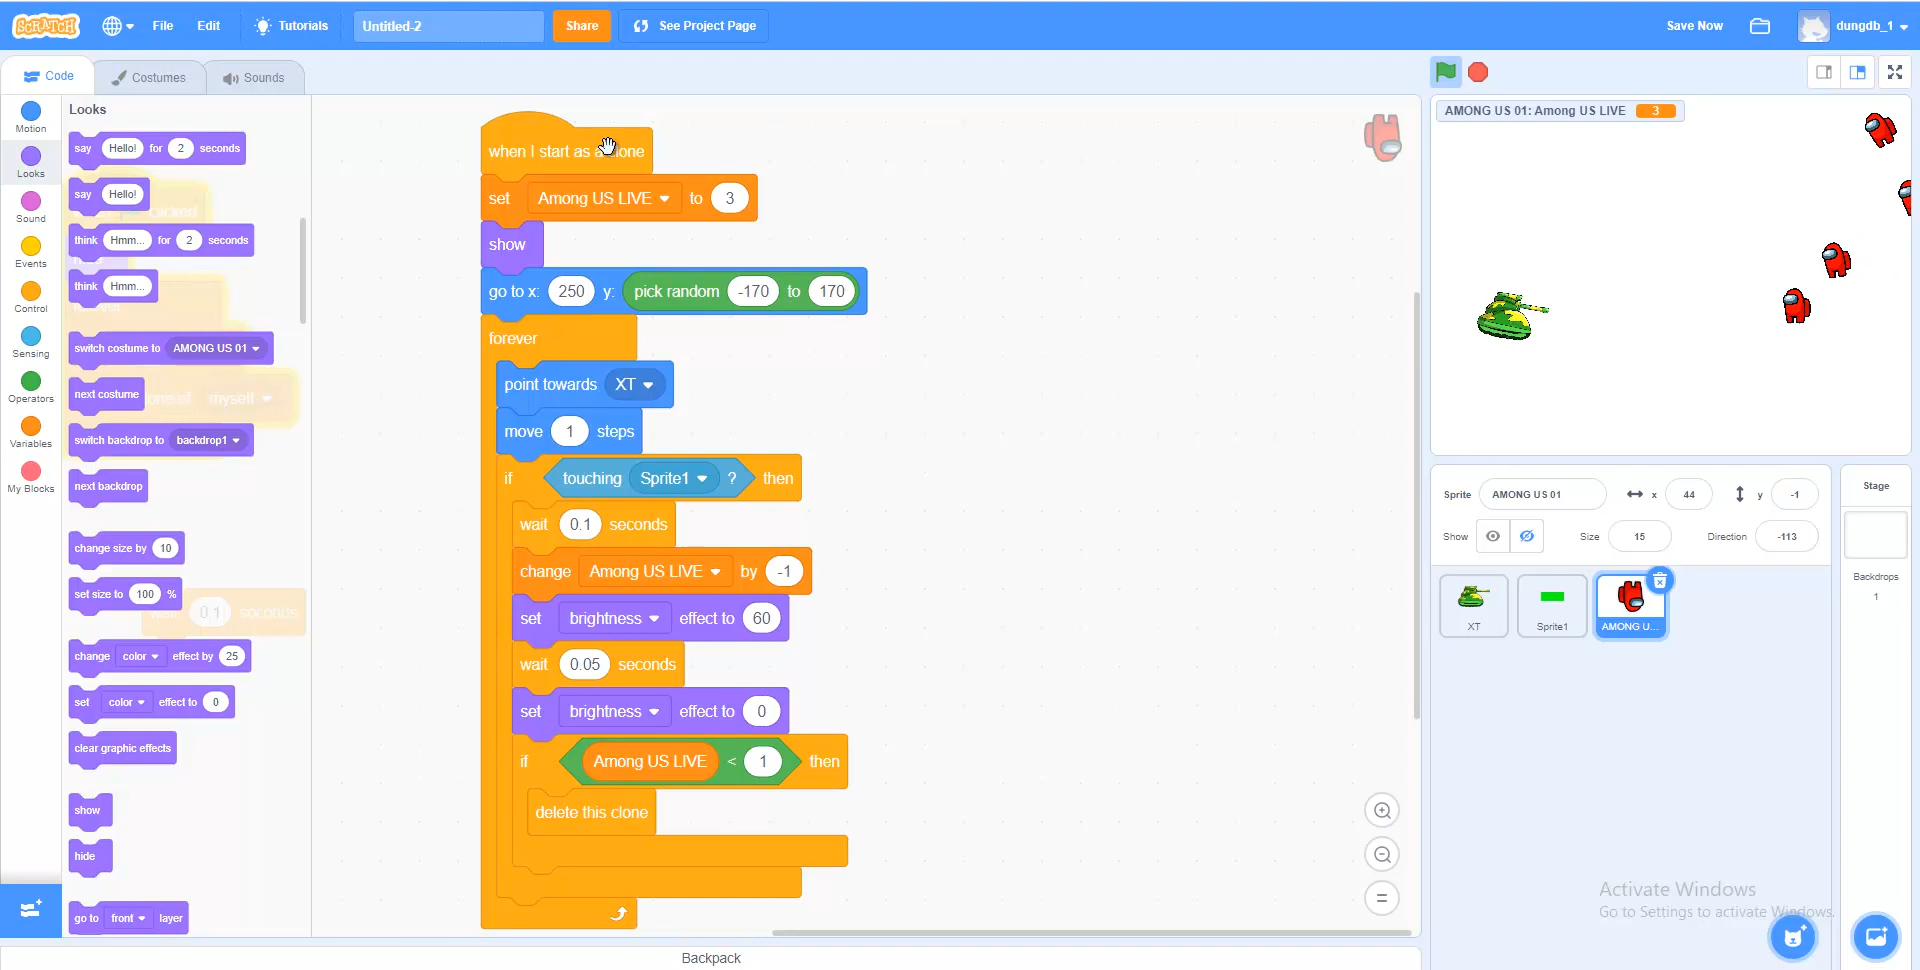 SCRATCH File Edit Tutorials Untitled-2 Share See Project Page Save Now dungdb_1
Code Costumes Sounds
Motion
Looks
Sound
Events
Control
Sensing
Operators
Variables
My Blocks
Looks
say Hello! for 2 seconds
say Hello!
think Hmm... for 2 seconds
think Hmm...
switch costume to AMONG US 01
next costume
myself
switch backdrop to backdrop1
next backdrop
change size by 10
set size to 100 %
wait 0.1 seconds
change color effect by 25
set color effect to 0
clear graphic effects
show
hide
go to front layer
when I start as a clone
set Among US LIVE to 3
show
go to x: 250 y: pick random -170 to 170
forever
point towards XT
move 1 steps
if touching Sprite1 ? then
wait 0.1 seconds
change Among US LIVE by -1
set brightness effect to 60
wait 0.05 seconds
set brightness effect to 0
if Among US LIVE < 1 then
delete this clone
Backpack
AMONG US 01: Among US LIVE 3
Sprite AMONG US 01 x 44 y -1
Show Size 15 Direction -113
XT
Sprite1
AMONG U...
Stage
Backdrops
1
Activate Windows
Go to Settings to activate Windows.